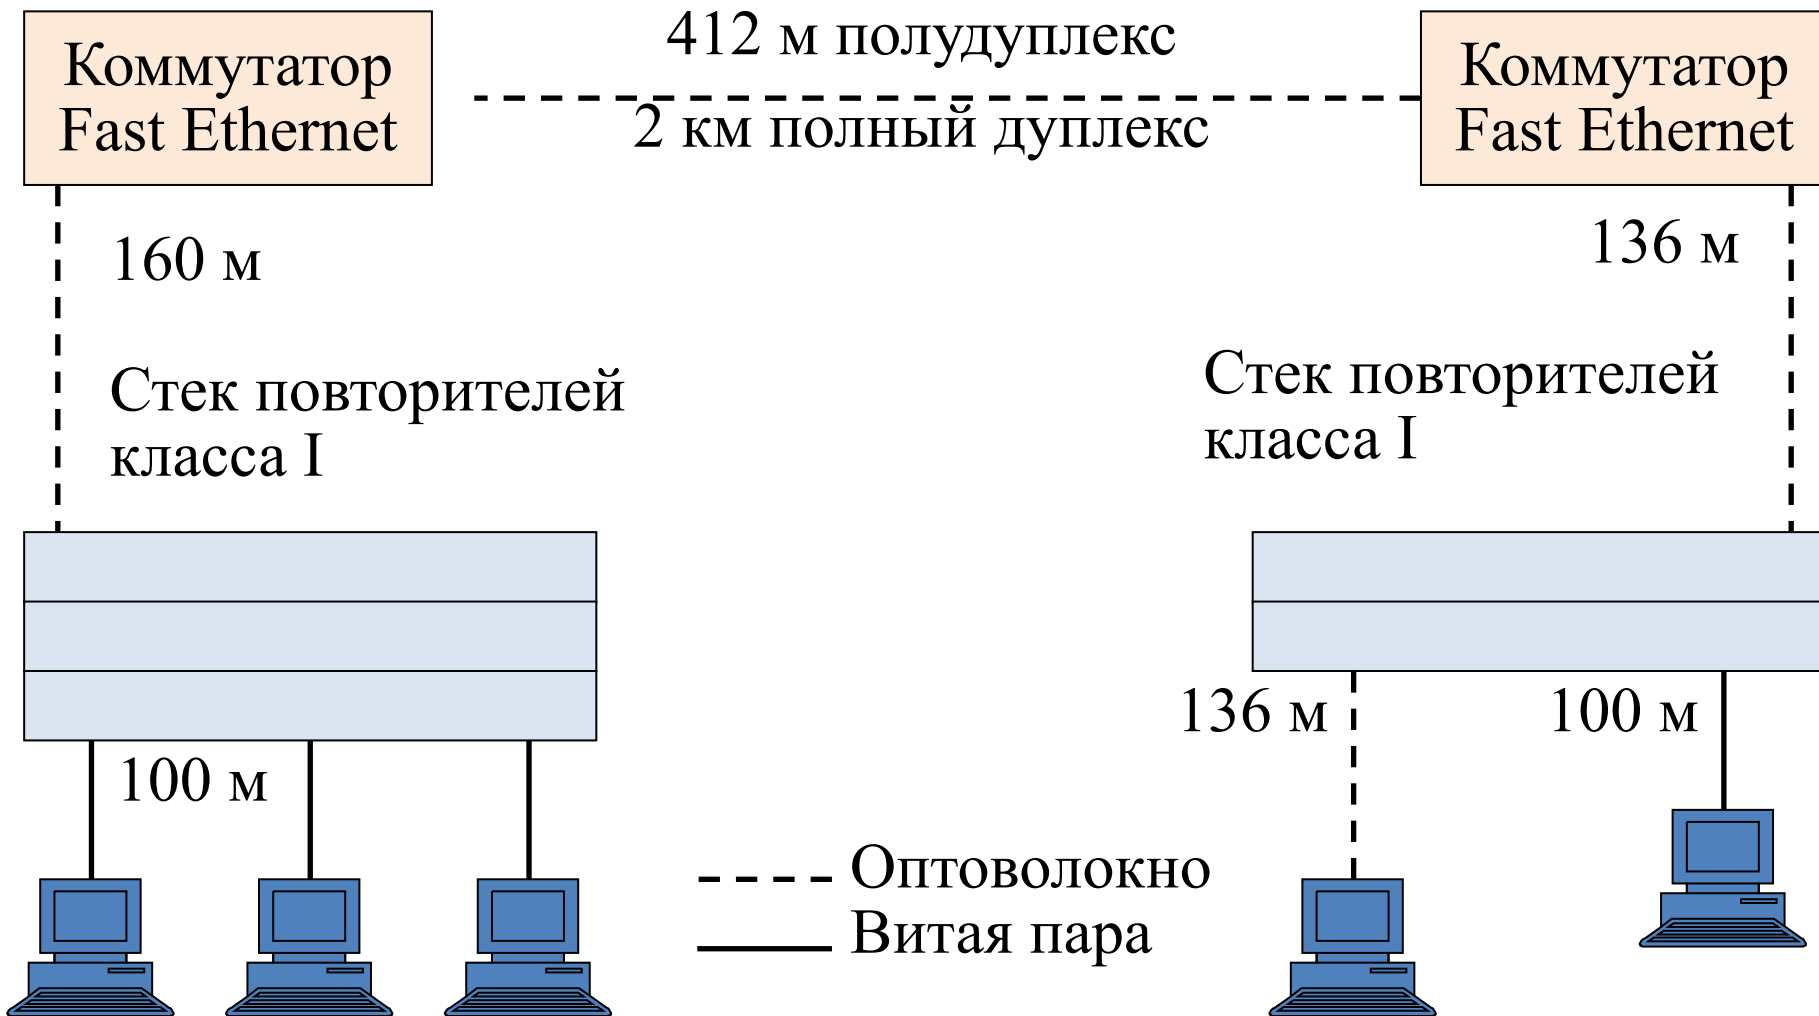 Коммутатор
Fast Ethernet
412 м полудуплекс
2 км полный дуплекс
Коммутатор
Fast Ethernet
160 м
136 м
Стек повторителей
класса I
Стек повторителей
класса I
136 м
100 м
100 м
Оптоволокно
Витая пара